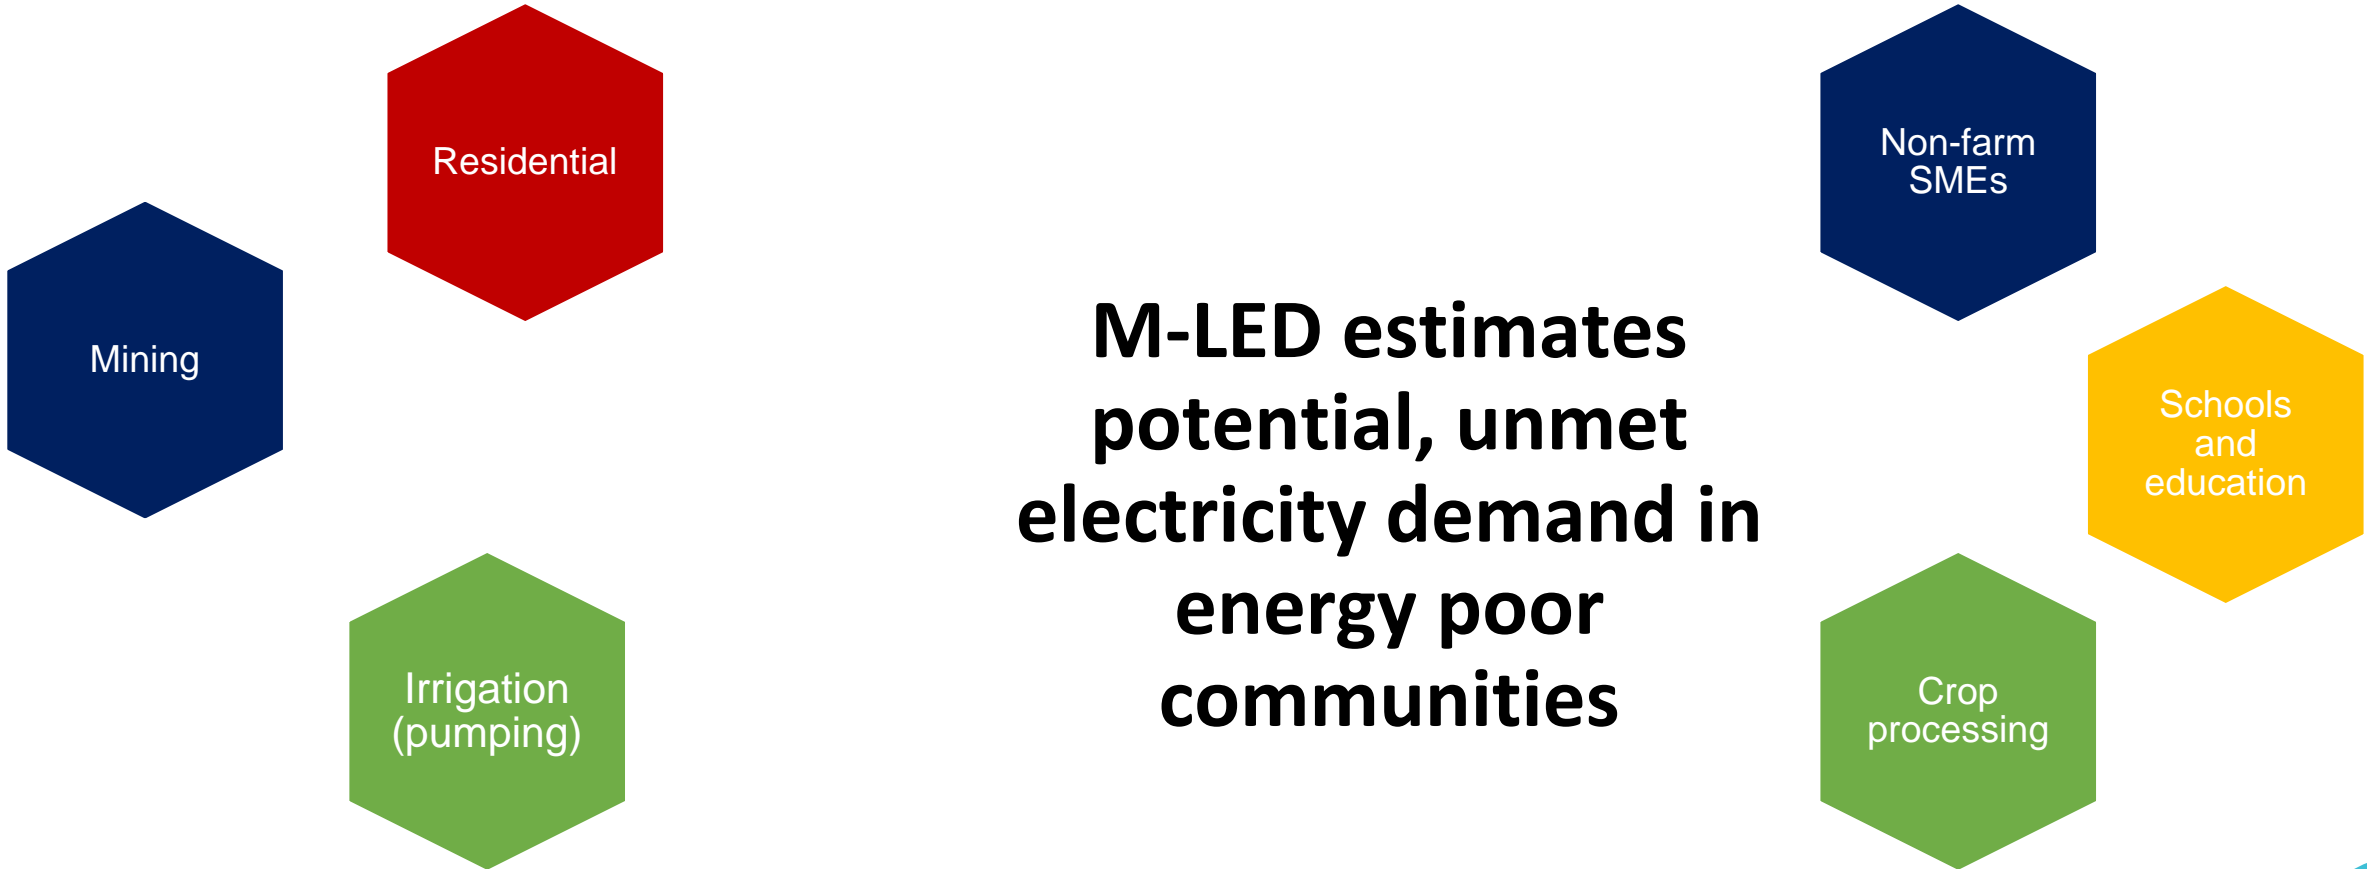 Residential
Mining
Irrigation
(pumping)
M-LED estimates
potential, unmet
electricity demand in
energy poor
communities
Non-farm
SMEs
Schools
and
education
Crop
processing